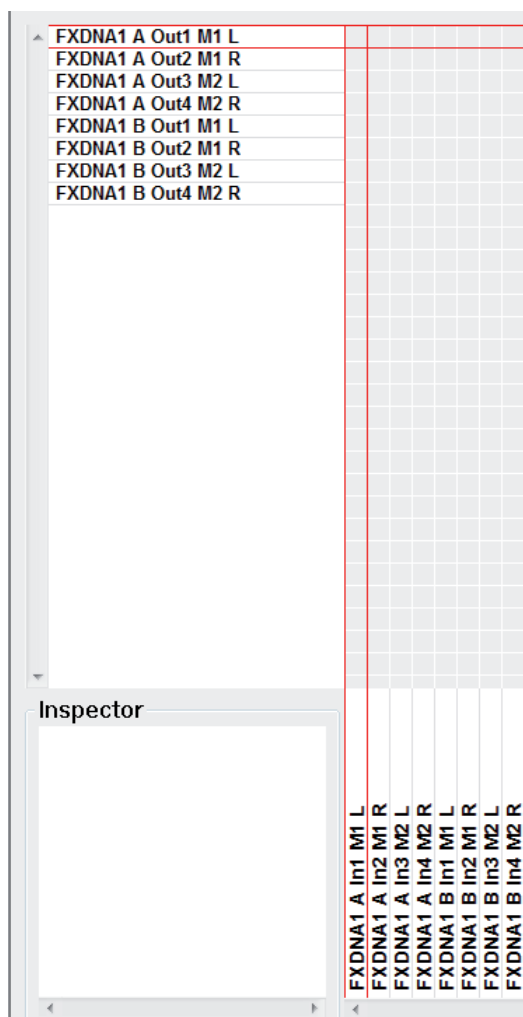 FXDNA1 A Out1 M1 L
FXDNA1 A Out2 M1 R
FXDNA1 A Out3 M2 L
FXDNA1 A Out4 M2 R
FXDNA1 B Out1 M1 L
FXDNA1 B Out2 M1 R
FXDNA1 B Out3 M2 L
FXDNA1 B Out4 M2 R
Inspector
FXDNA1 A In1 M1 L
FXDNA1 A In2 M1 R
FXDNA1 A In3 M2 L
FXDNA1 A In4 M2 R
FXDNA1 B In1 M1 L
FXDNA1 B In2 M1 R
FXDNA1 B In3 M2 L
FXDNA1 B In4 M2 R